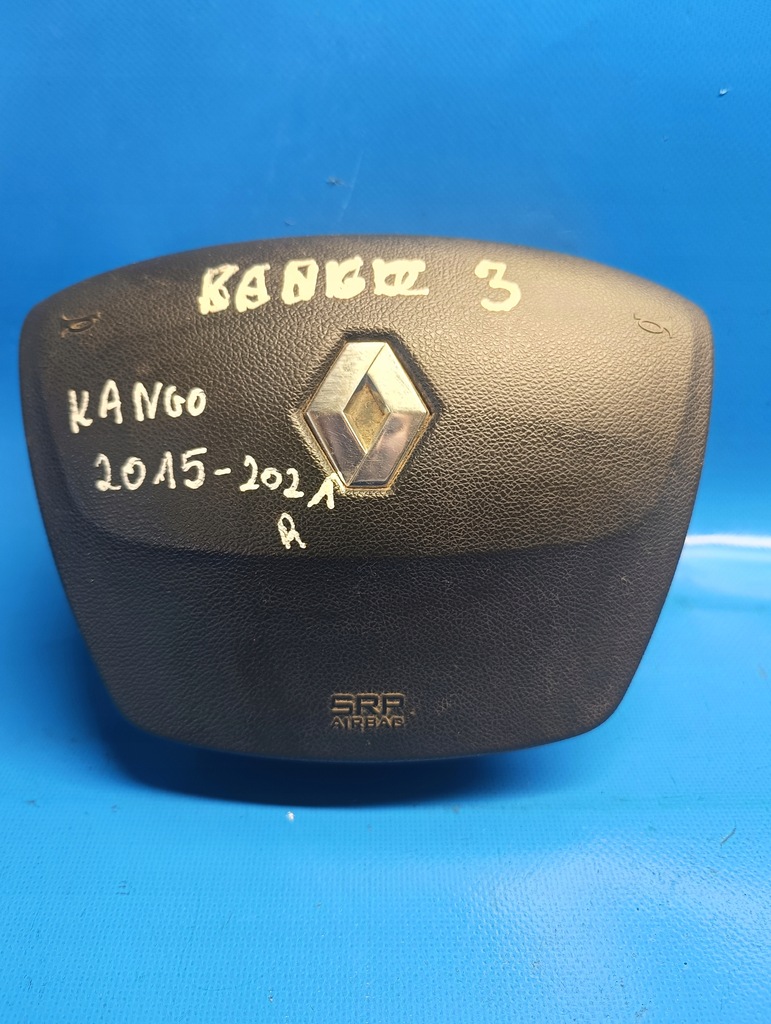 3
KANGO
2015-2021
R
SRP
AIRBAG